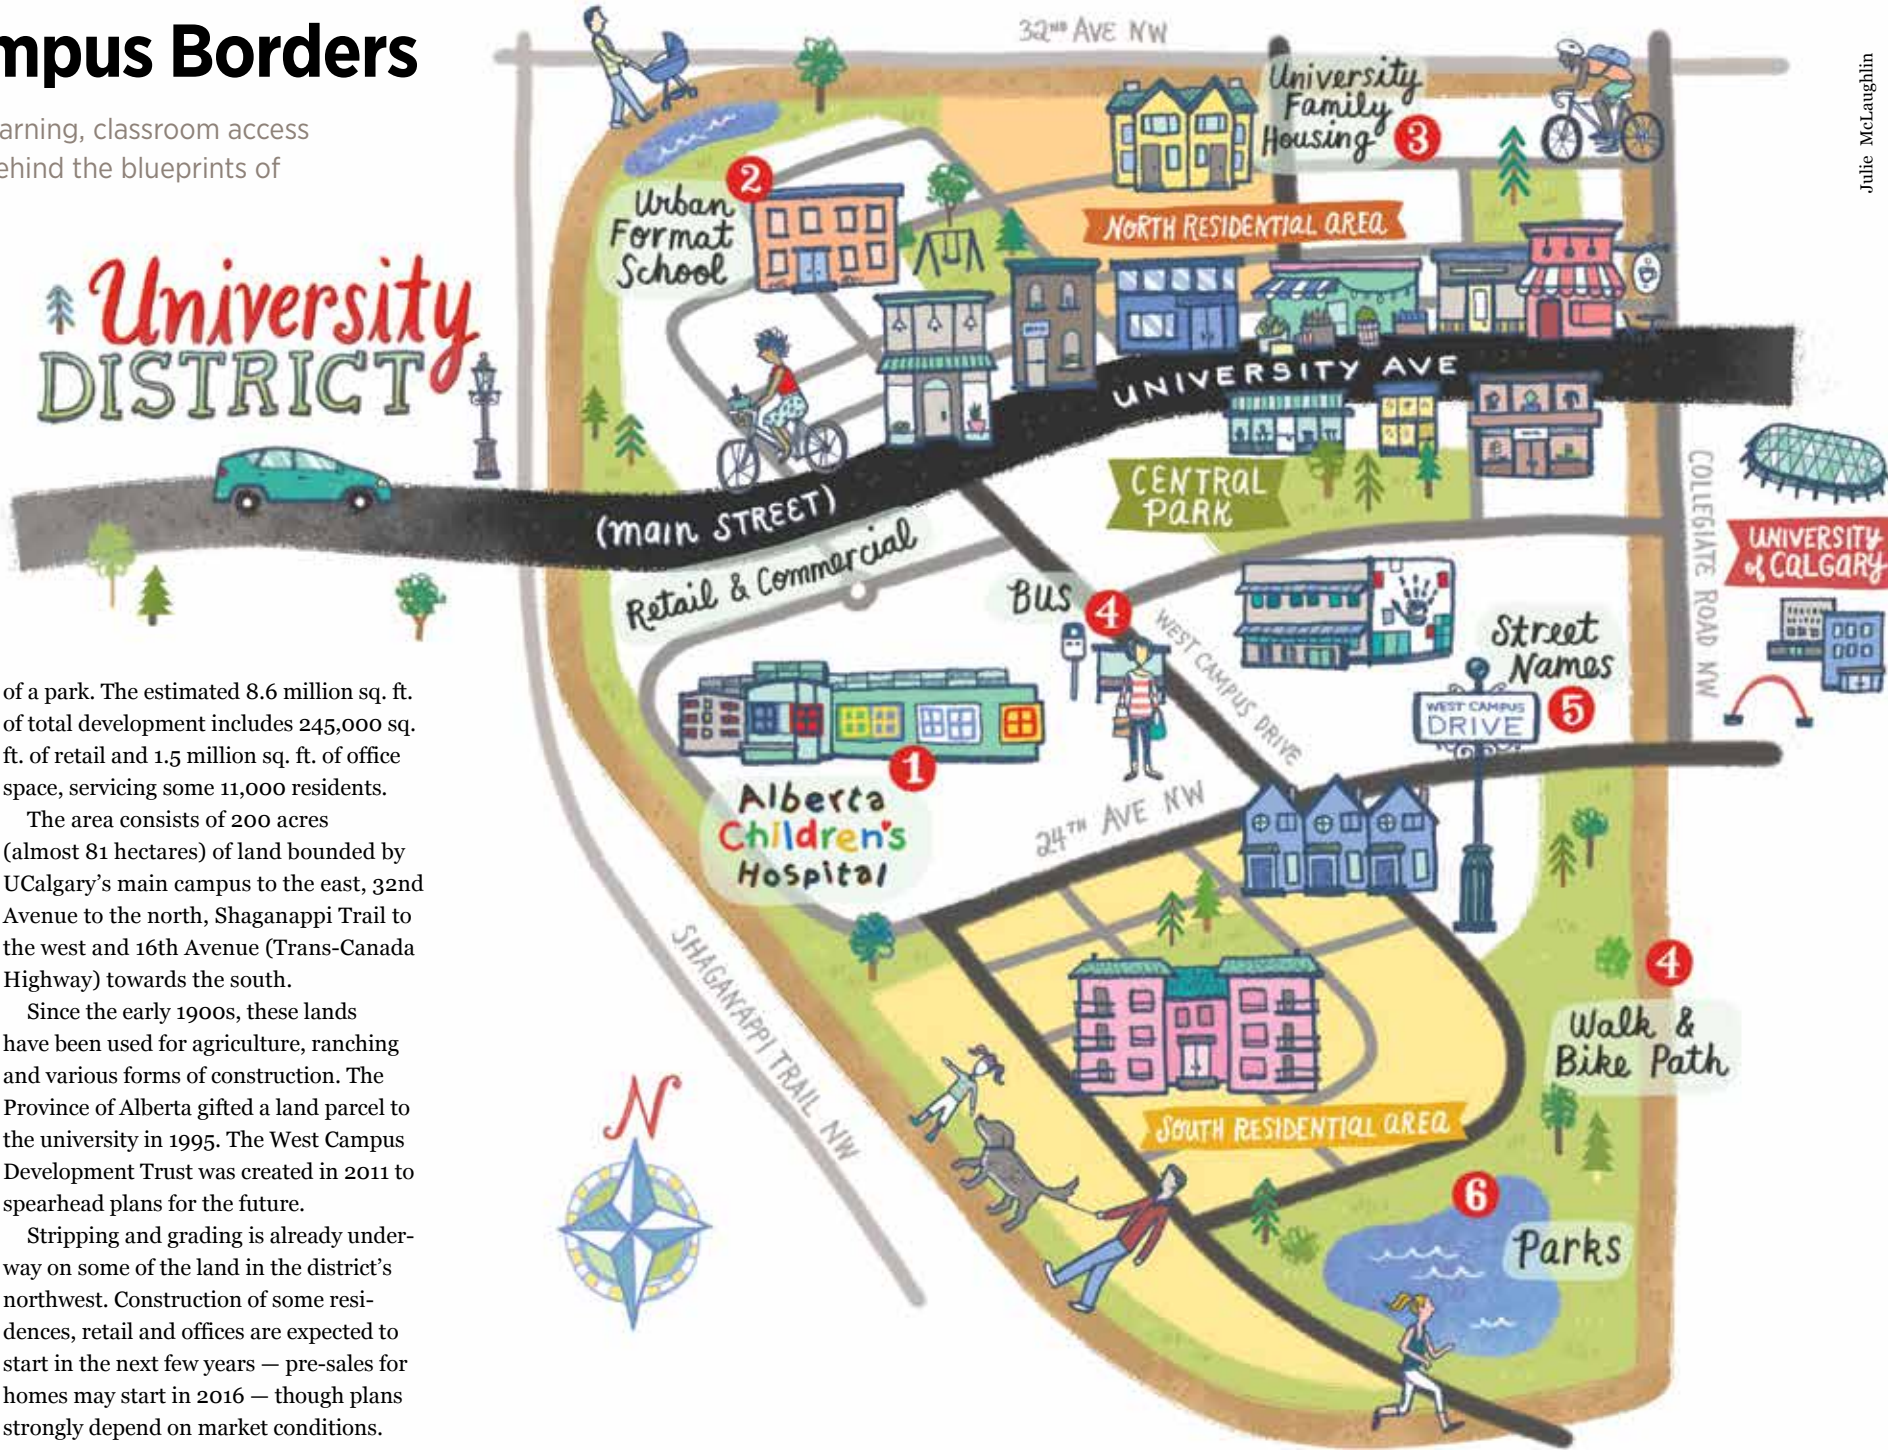 mpus Borders
arning, classroom access
ehind the blueprints of
University
DISTRICT
of a park. The estimated 8.6 million sq. ft.
of total development includes 245,000 sq.
ft. of retail and 1.5 million sq. ft. of office
space, servicing some 11,000 residents.
The area consists of 200 acres
(almost 81 hectares) of land bounded by
UCalgary’s main campus to the east, 32nd
Avenue to the north, Shaganappi Trail to
the west and 16th Avenue (Trans-Canada
Highway) towards the south.
Since the early 1900s, these lands
have been used for agriculture, ranching
and various forms of construction. The
Province of Alberta gifted a land parcel to
the university in 1995. The West Campus
Development Trust was created in 2011 to
spearhead plans for the future.
Stripping and grading is already under-
way on some of the land in the district’s
northwest. Construction of some resi-
dences, retail and offices are expected to
start in the next few years — pre-sales for
homes may start in 2016 — though plans
strongly depend on market conditions.
32ND AVE NW
University
Family
Housing 3
Julie McLaughlin
2
Urban
Format
School
NORTH RESIDENTIAL AREA
UNIVERSITY AVE
(main STREET)
CENTRAL
PARK
COLLEGIATE ROAD NW
UNIVERSITY
of CALGARY
Retail & Commercial
BUS 4
WEST CAMPUS DRIVE
Street
Names
5
WEST CAMPUS
DRIVE
1
Alberta
Children's
Hospital
24TH AVE NW
SHAGANAPPI TRAIL NW
4
Walk &
Bike Path
N
SOUTH RESIDENTIAL AREA
6
Parks